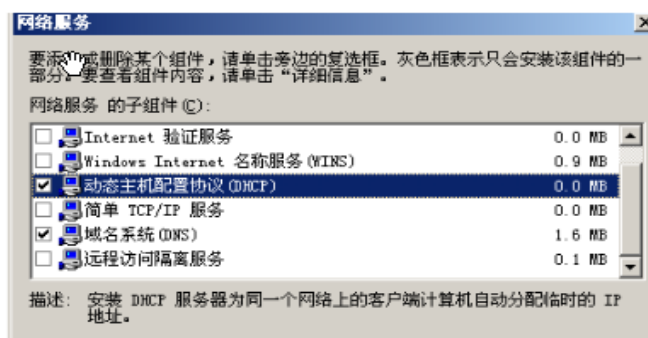 网络服务
要添加或删除某个组件，请单击旁边的复选框。灰色框表示只会安装该组件的一
部分。要查看组件内容，请单击“详细信息”。
网络服务 的子组件(C):
Internet 验证服务 0.0 MB
Windows Internet 名称服务(WINS) 0.9 MB
动态主机配置协议(DHCP) 0.0 MB
简单 TCP/IP 服务 0.0 MB
域名系统(DNS) 1.6 MB
远程访问隔离服务 0.1 MB
描述: 安装 DHCP 服务器为同一个网络上的客户端计算机自动分配临时的 IP
地址。